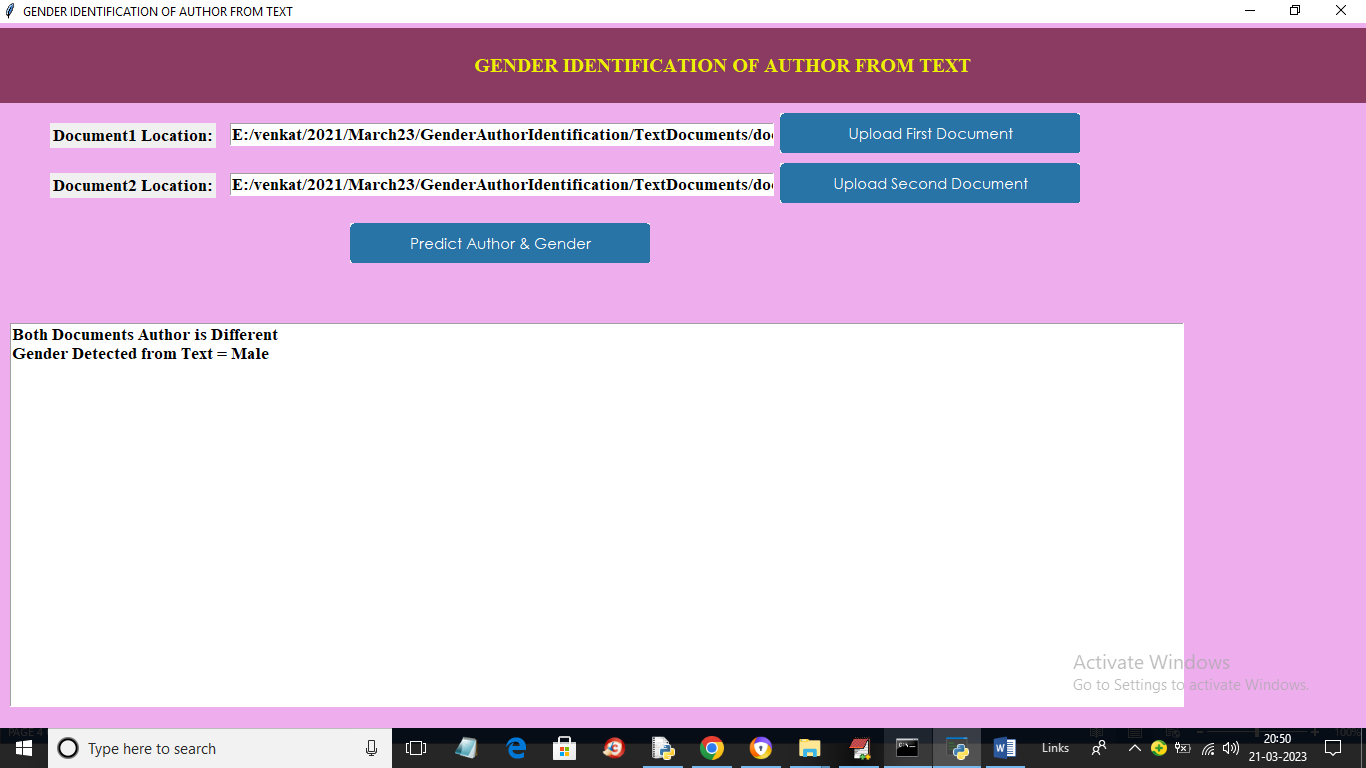 GENDER IDENTIFICATION OF AUTHOR FROM TEXT
GENDER IDENTIFICATION OF AUTHOR FROM TEXT
Document1 Location:
E:/venkat/2021/March23/GenderAuthorIdentification/TextDocuments/do
Upload First Document
Document2 Location:
E:/venkat/2021/March23/GenderAuthorIdentification/TextDocuments/do
Upload Second Document
Predict Author & Gender
Both Documents Author is Different
Gender Detected from Text = Male
Activate Windows
Go to Settings to activate Windows.
PAGE 4
100%
Type here to search
Links
20:50
21-03-2023